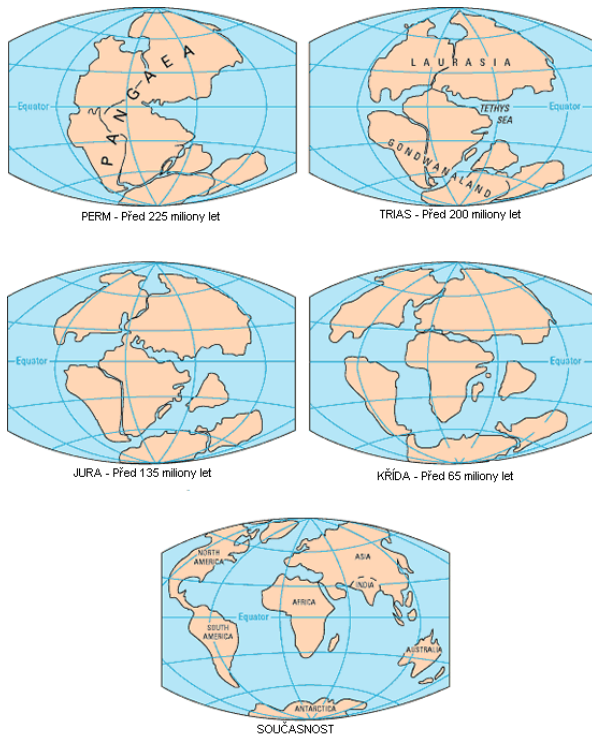 PANGAEA
Equator
PERM - Před 225 miliony let
LAURASIA
TETHYS
SEA
Equator
GONDWANALAND
TRIAS - Před 200 miliony let
Equator
JURA - Před 135 miliony let
Equator
KŘÍDA - Před 65 miliony let
NORTH
AMERICA
ASIA
INDIA
AFRICA
Equator
SOUTH
AMERICA
AUSTRALIA
ANTARCTICA
SOUČASNOST